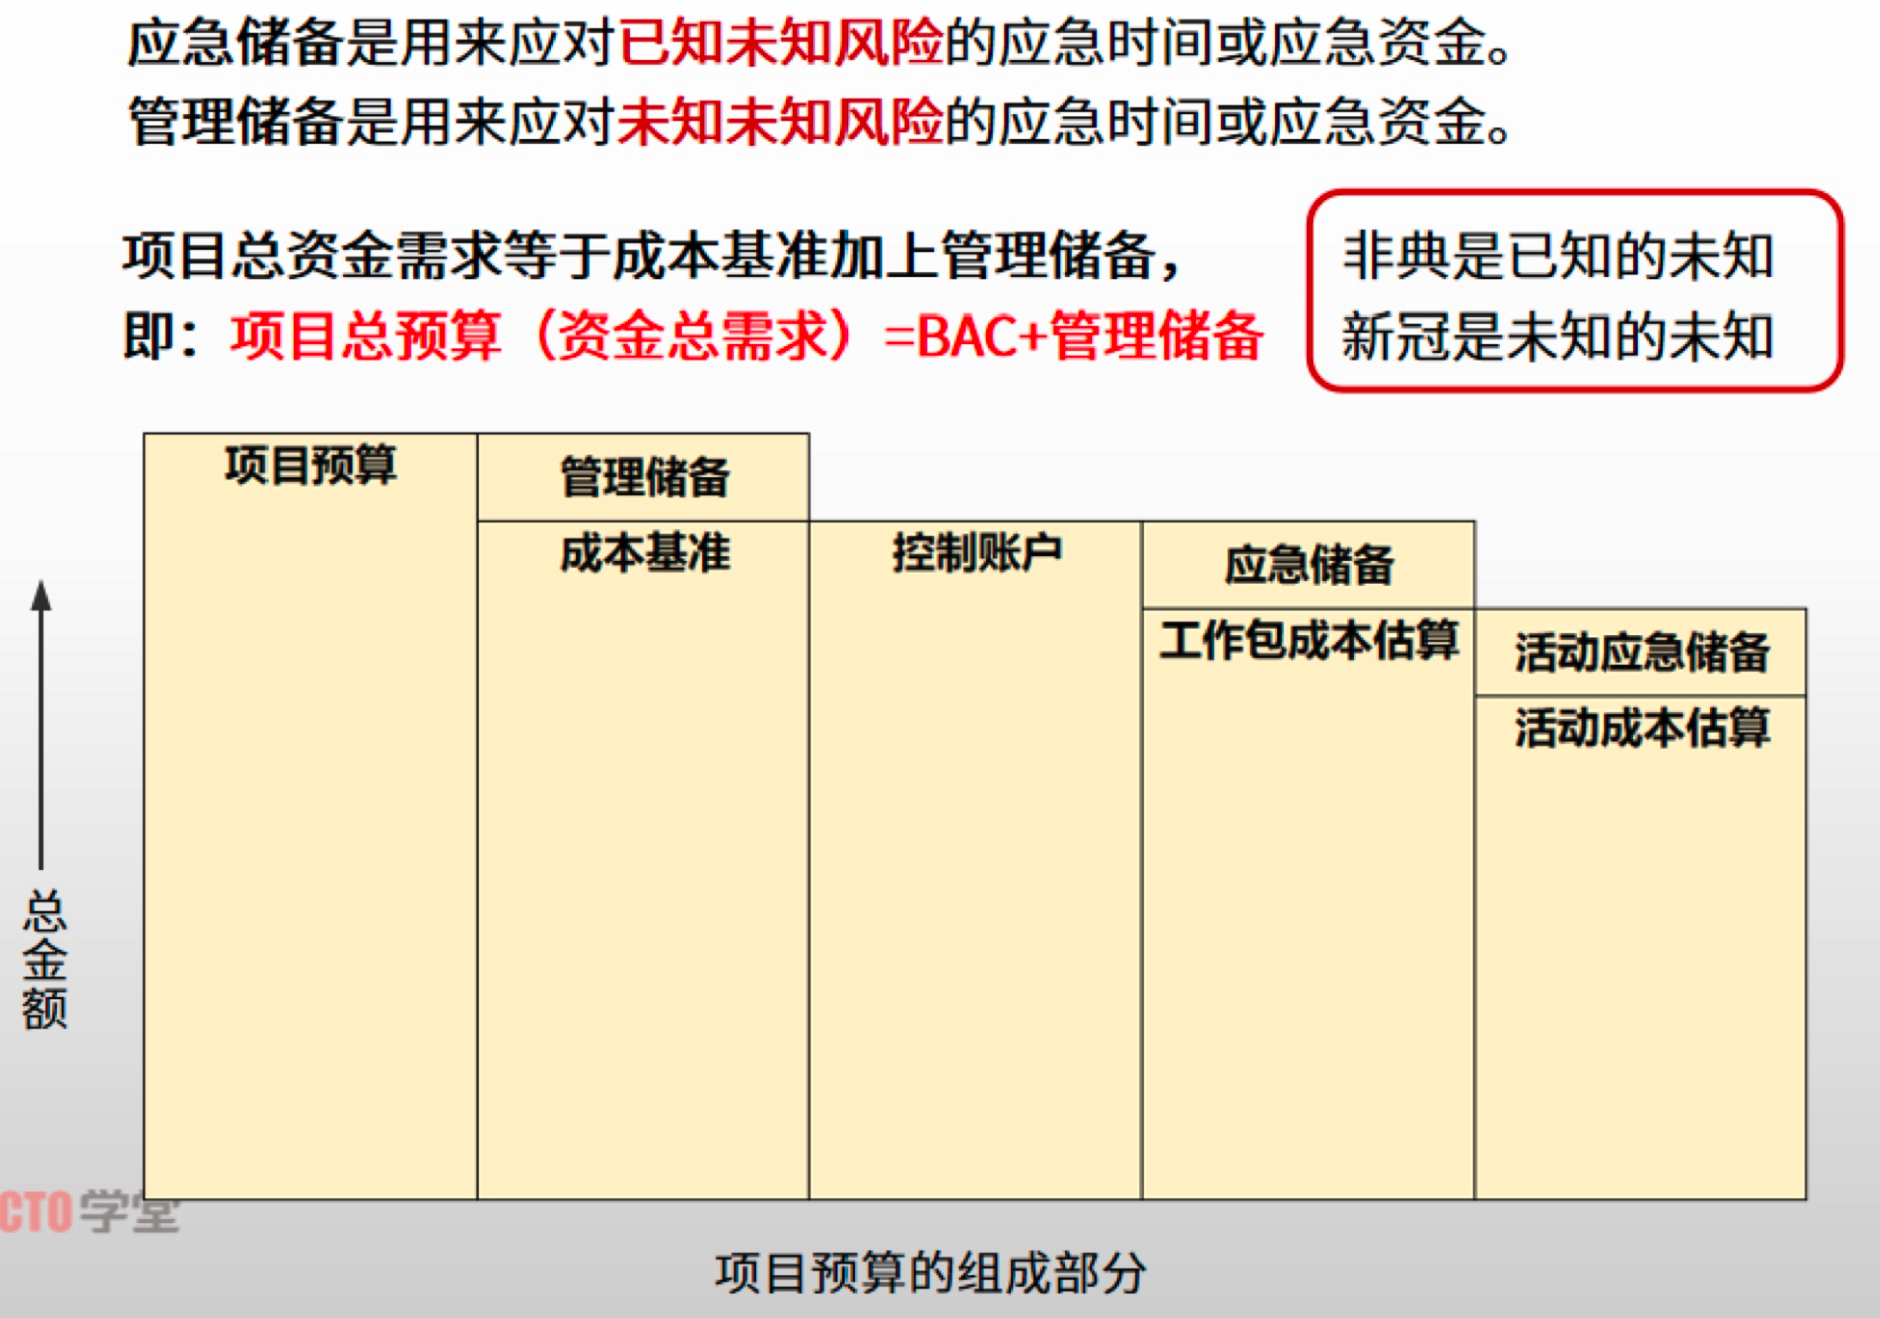 应急储备是用来应对已知未知风险的应急时间或应急资金。
管理储备是用来应对未知未知风险的应急时间或应急资金。
项目总资金需求等于成本基准加上管理储备，
即：项目总预算（资金总需求）=BAC+管理储备
非典是已知的未知
新冠是未知的未知
项目预算
管理储备
成本基准
控制账户
应急储备
工作包成本估算
活动应急储备
活动成本估算
总金额
CTO学堂
项目预算的组成部分